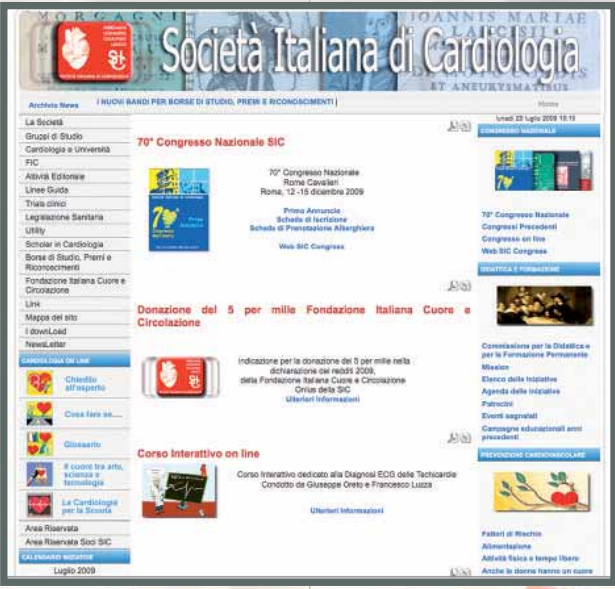 Società Italiana di Cardiologia
Archivio News
I NUOVI BANDI PER BORSE DI STUDIO, PREMI E RICONOSCIMENTI |
Home
La Società
Gruppi di Studio
Cardiologia e Università
FIC
Attività Editoriale
Linee Guida
Trials clinici
Legislazione Sanitaria
Utility
Scholar in Cardiologia
Borse di Studio, Premi e
Riconoscimenti
Fondazione Italiana Cuore e
Circolazione
Link
Mappa del sito
I downLoad
NewsLetter
CARDIOLOGIA ON LINE
Chiedilo
all'esperto
Cosa fare se.....
Glossario
Il cuore tra arte,
scienza e
tecnologia
La Cardiologia
per la Scuola
Area Riservata
Area Riservata Soci SIC
CALENDARIO INIZIATIVE
Luglio 2009
70° Congresso Nazionale SIC
70° Congresso Nazionale
Rome Cavalieri
Roma, 12 -15 dicembre 2009
Primo Annuncio
Scheda di Iscrizione
Scheda di Prenotazione Alberghiera
Web SIC Congress
Donazione del 5 per mille Fondazione Italiana Cuore e
Circolazione
indicazione per la donazione del 5 per mille nella
dichiarazione dei redditi 2009,
della Fondazione Italiana Cuore e Circolazione
Onlus della SIC
Ulteriori Informazioni
Corso Interattivo on line
Corso Interattivo dedicato alla Diagnosi ECG delle Tachicardie
Condotto da Giuseppe Oreto e Francesco Luzza
Ulteriori Informazioni
CONGRESSO NAZIONALE
70° Congresso Nazionale
Congressi Precedenti
Congresso on line
Web SIC Congress
DIDATTICA E FORMAZIONE
Commissione per la Didattica e
per la Formazione Permanente
Mission
Elenco delle Iniziative
Agenda delle iniziative
Patrocini
Eventi segnalati
Campagne educazionali anni
precedenti
PREVENZIONE CARDIOVASCOLARE
Fattori di Rischio
Alimentazione
Attività fisica e tempo libero
Anche le donne hanno un cuore